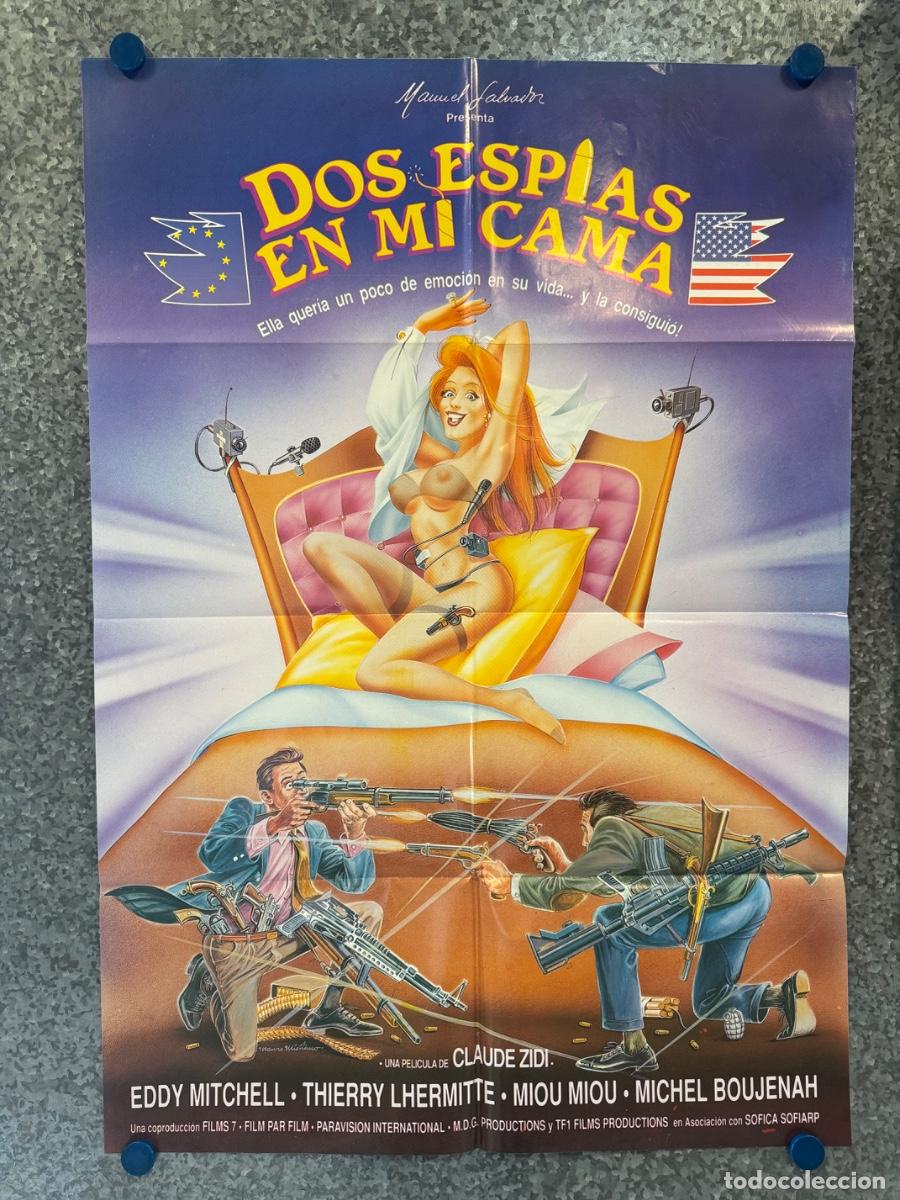 Manuel Salvador
Presenta
DOS ESPIAS
EN MI CAMA
Ella quería un poco de emoción en su vida... y la consiguió!
· UNA PELICULA DE CLAUDE ZIDI ·
EDDY MITCHELL · THIERRY LHERMITTE · MIOU MIOU · MICHEL BOUJENAH
Una coproducción FILMS 7 · FILM PAR FILM · PARAVISION INTERNATIONAL · M.D.G. PRODUCTIONS y TF1 FILMS PRODUCTIONS en Asociación con SOFICA SOFIARP
todocoleccion